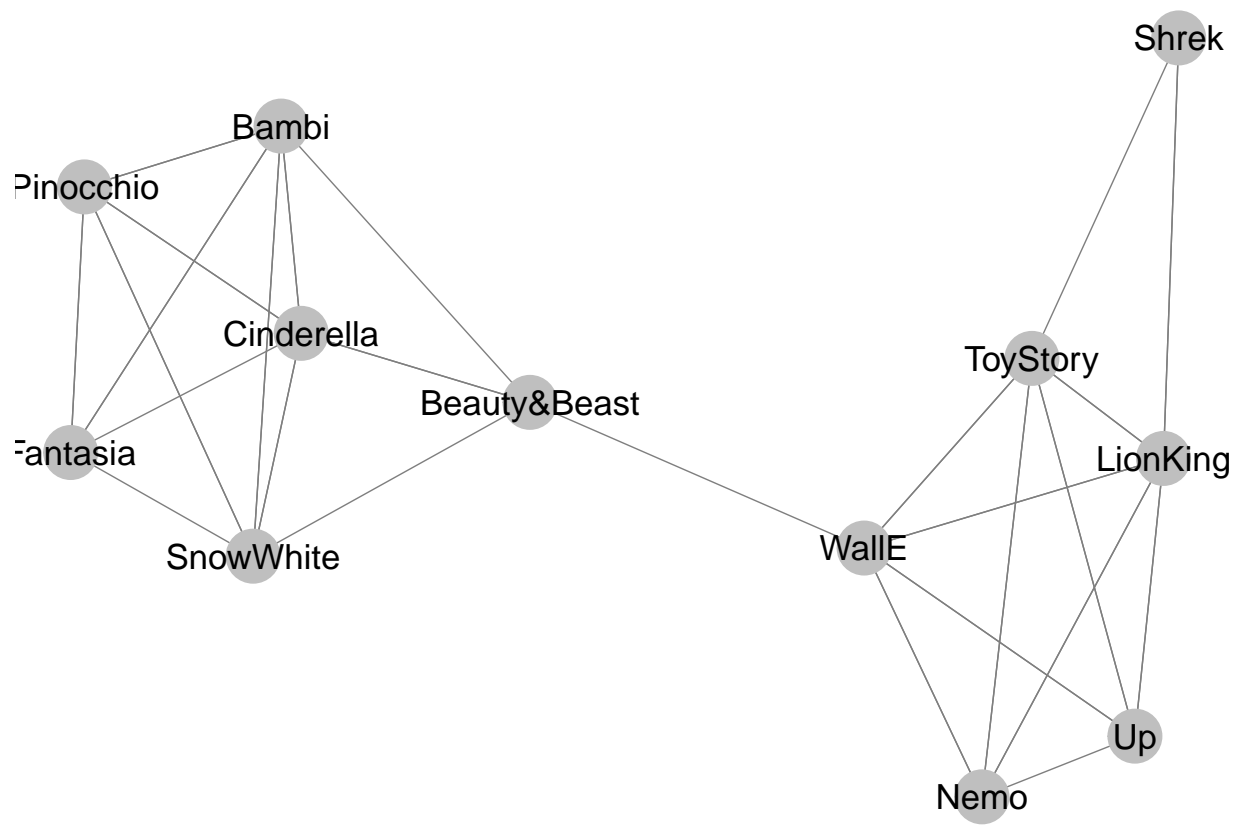 Shrek
Bambi
Pinocchio
Cinderella
ToyStory
Beauty&Beast
Fantasia
LionKing
SnowWhite
WallE
Up
Nemo